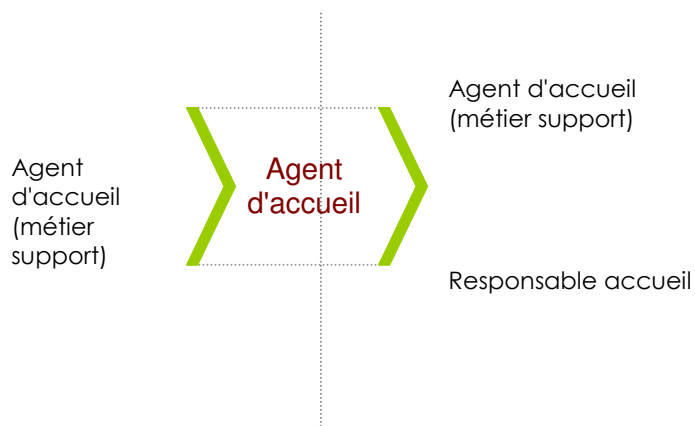 Agent
d'accueil
(métier
support)
Agent
d'accueil
Agent d'accueil
(métier support)
Responsable accueil